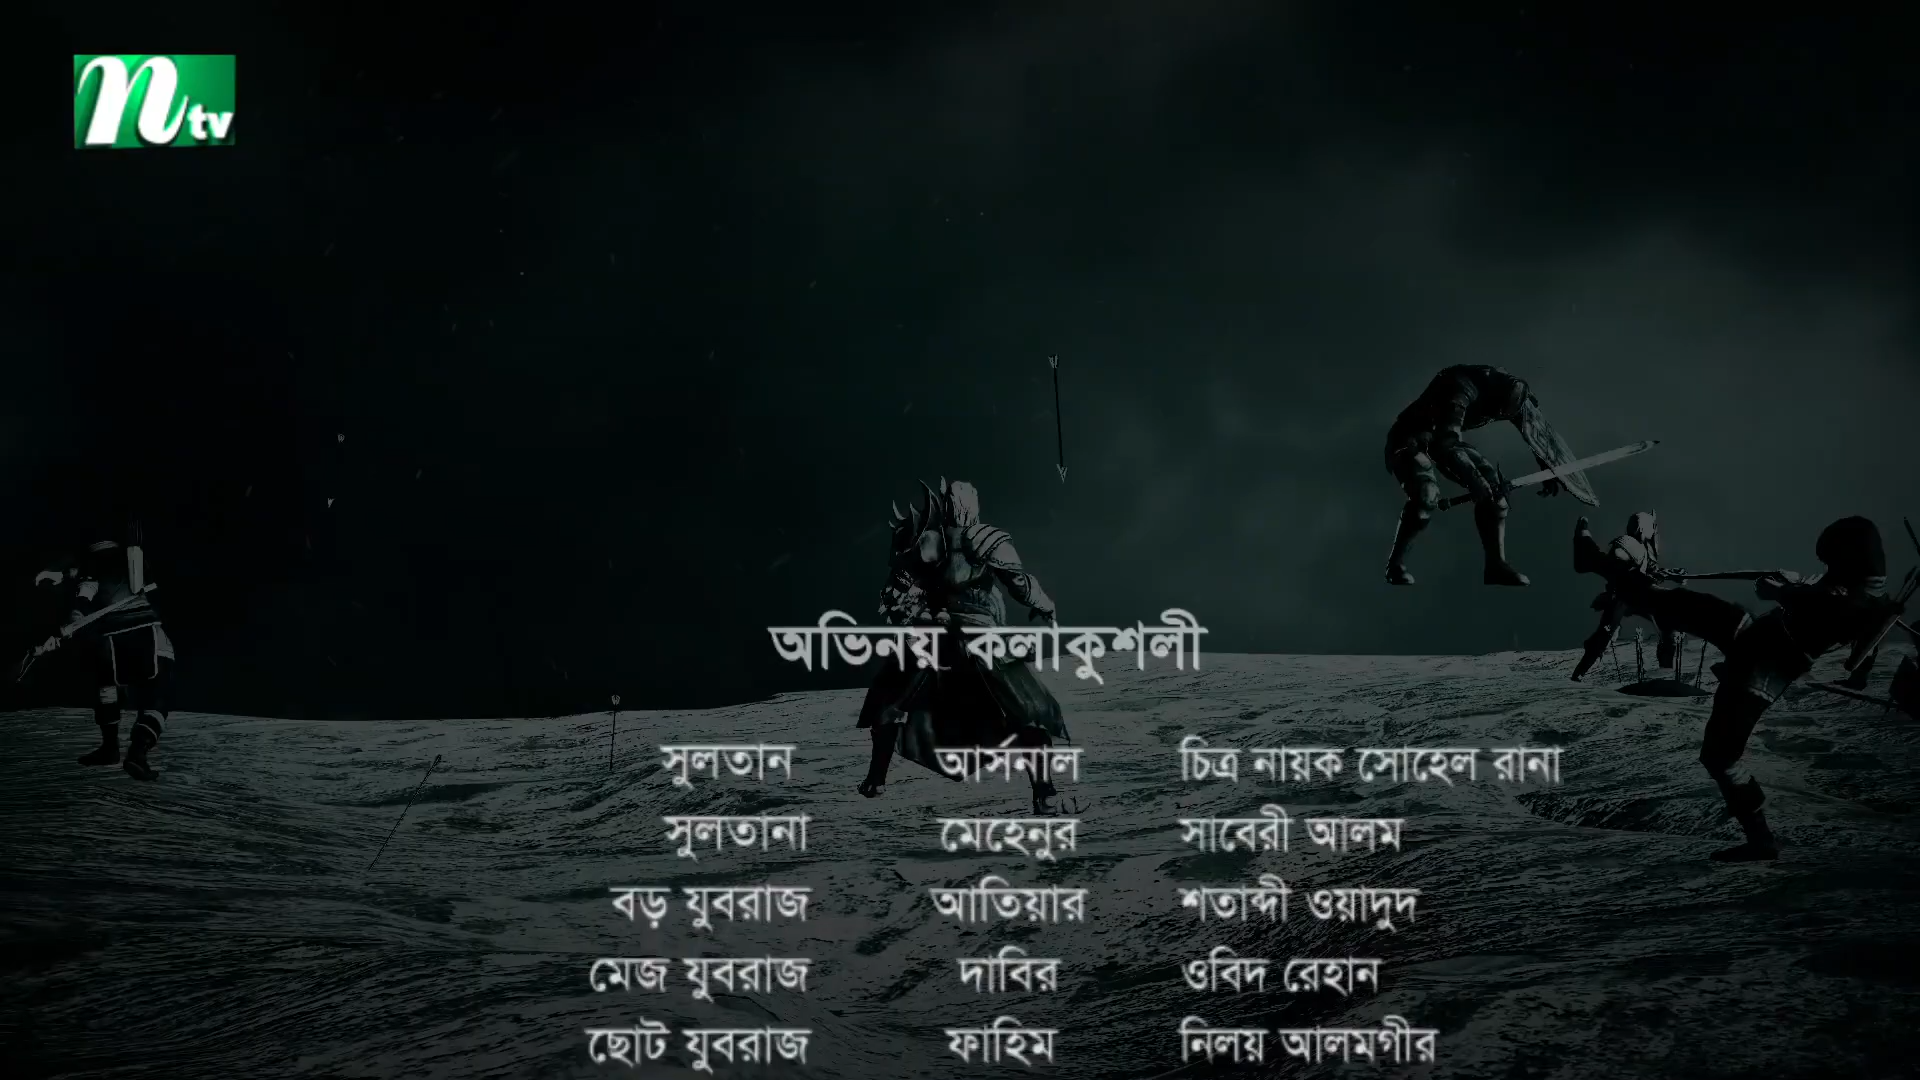 ntv
অভিনয় কলাকুশলী
সুলতান আর্সনাল চিত্র নায়ক সোহেল রানা
সুলতানা মেহেনুর সাবেরী আলম
বড় যুবরাজ আতিয়ার শতাব্দী ওয়াদুদ
মেজ যুবরাজ দাবির ওবিদ রেহান
ছোট যুবরাজ ফাহিম নিলয় আলমগীর